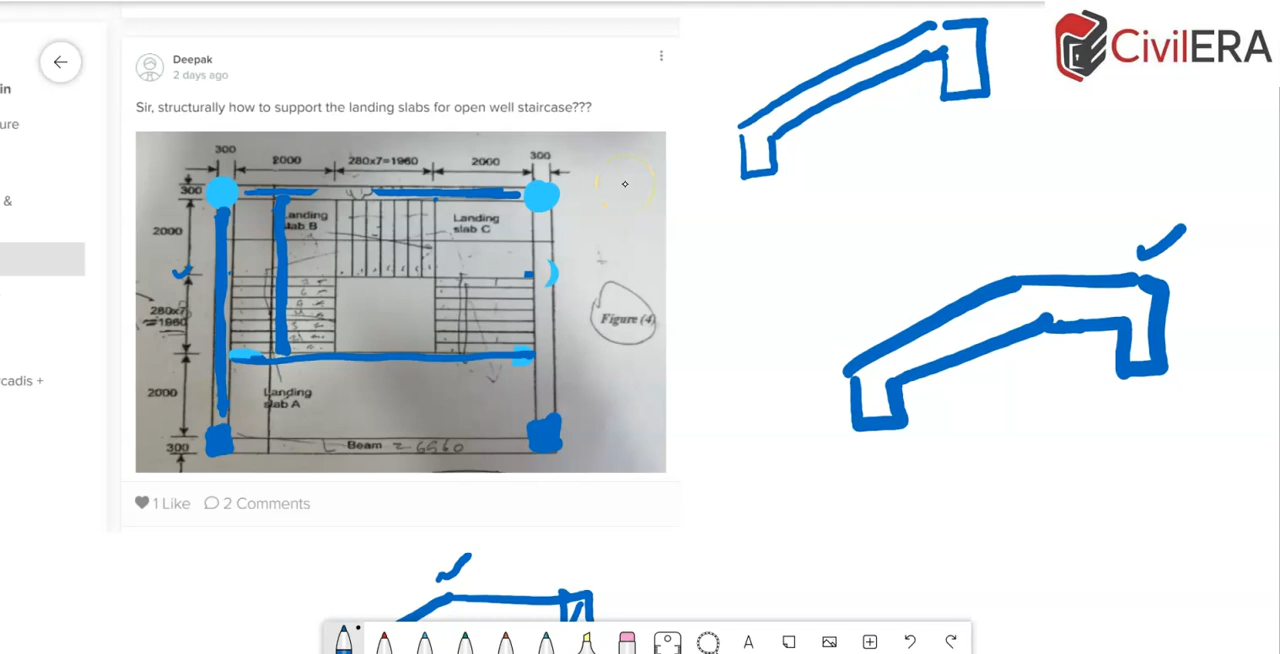 in
ure
&
cadis +
Deepak
2 days ago
Sir, structurally how to support the landing slabs for open well staircase???
300
2000
280x7=1960
2000
300
300
2000
280x7
=1960
2000
300
Landing
slab B
Landing
slab C
Landing
slab A
Beam = 6560
Figure (4)
1 Like
2 Comments
CivilERA
A